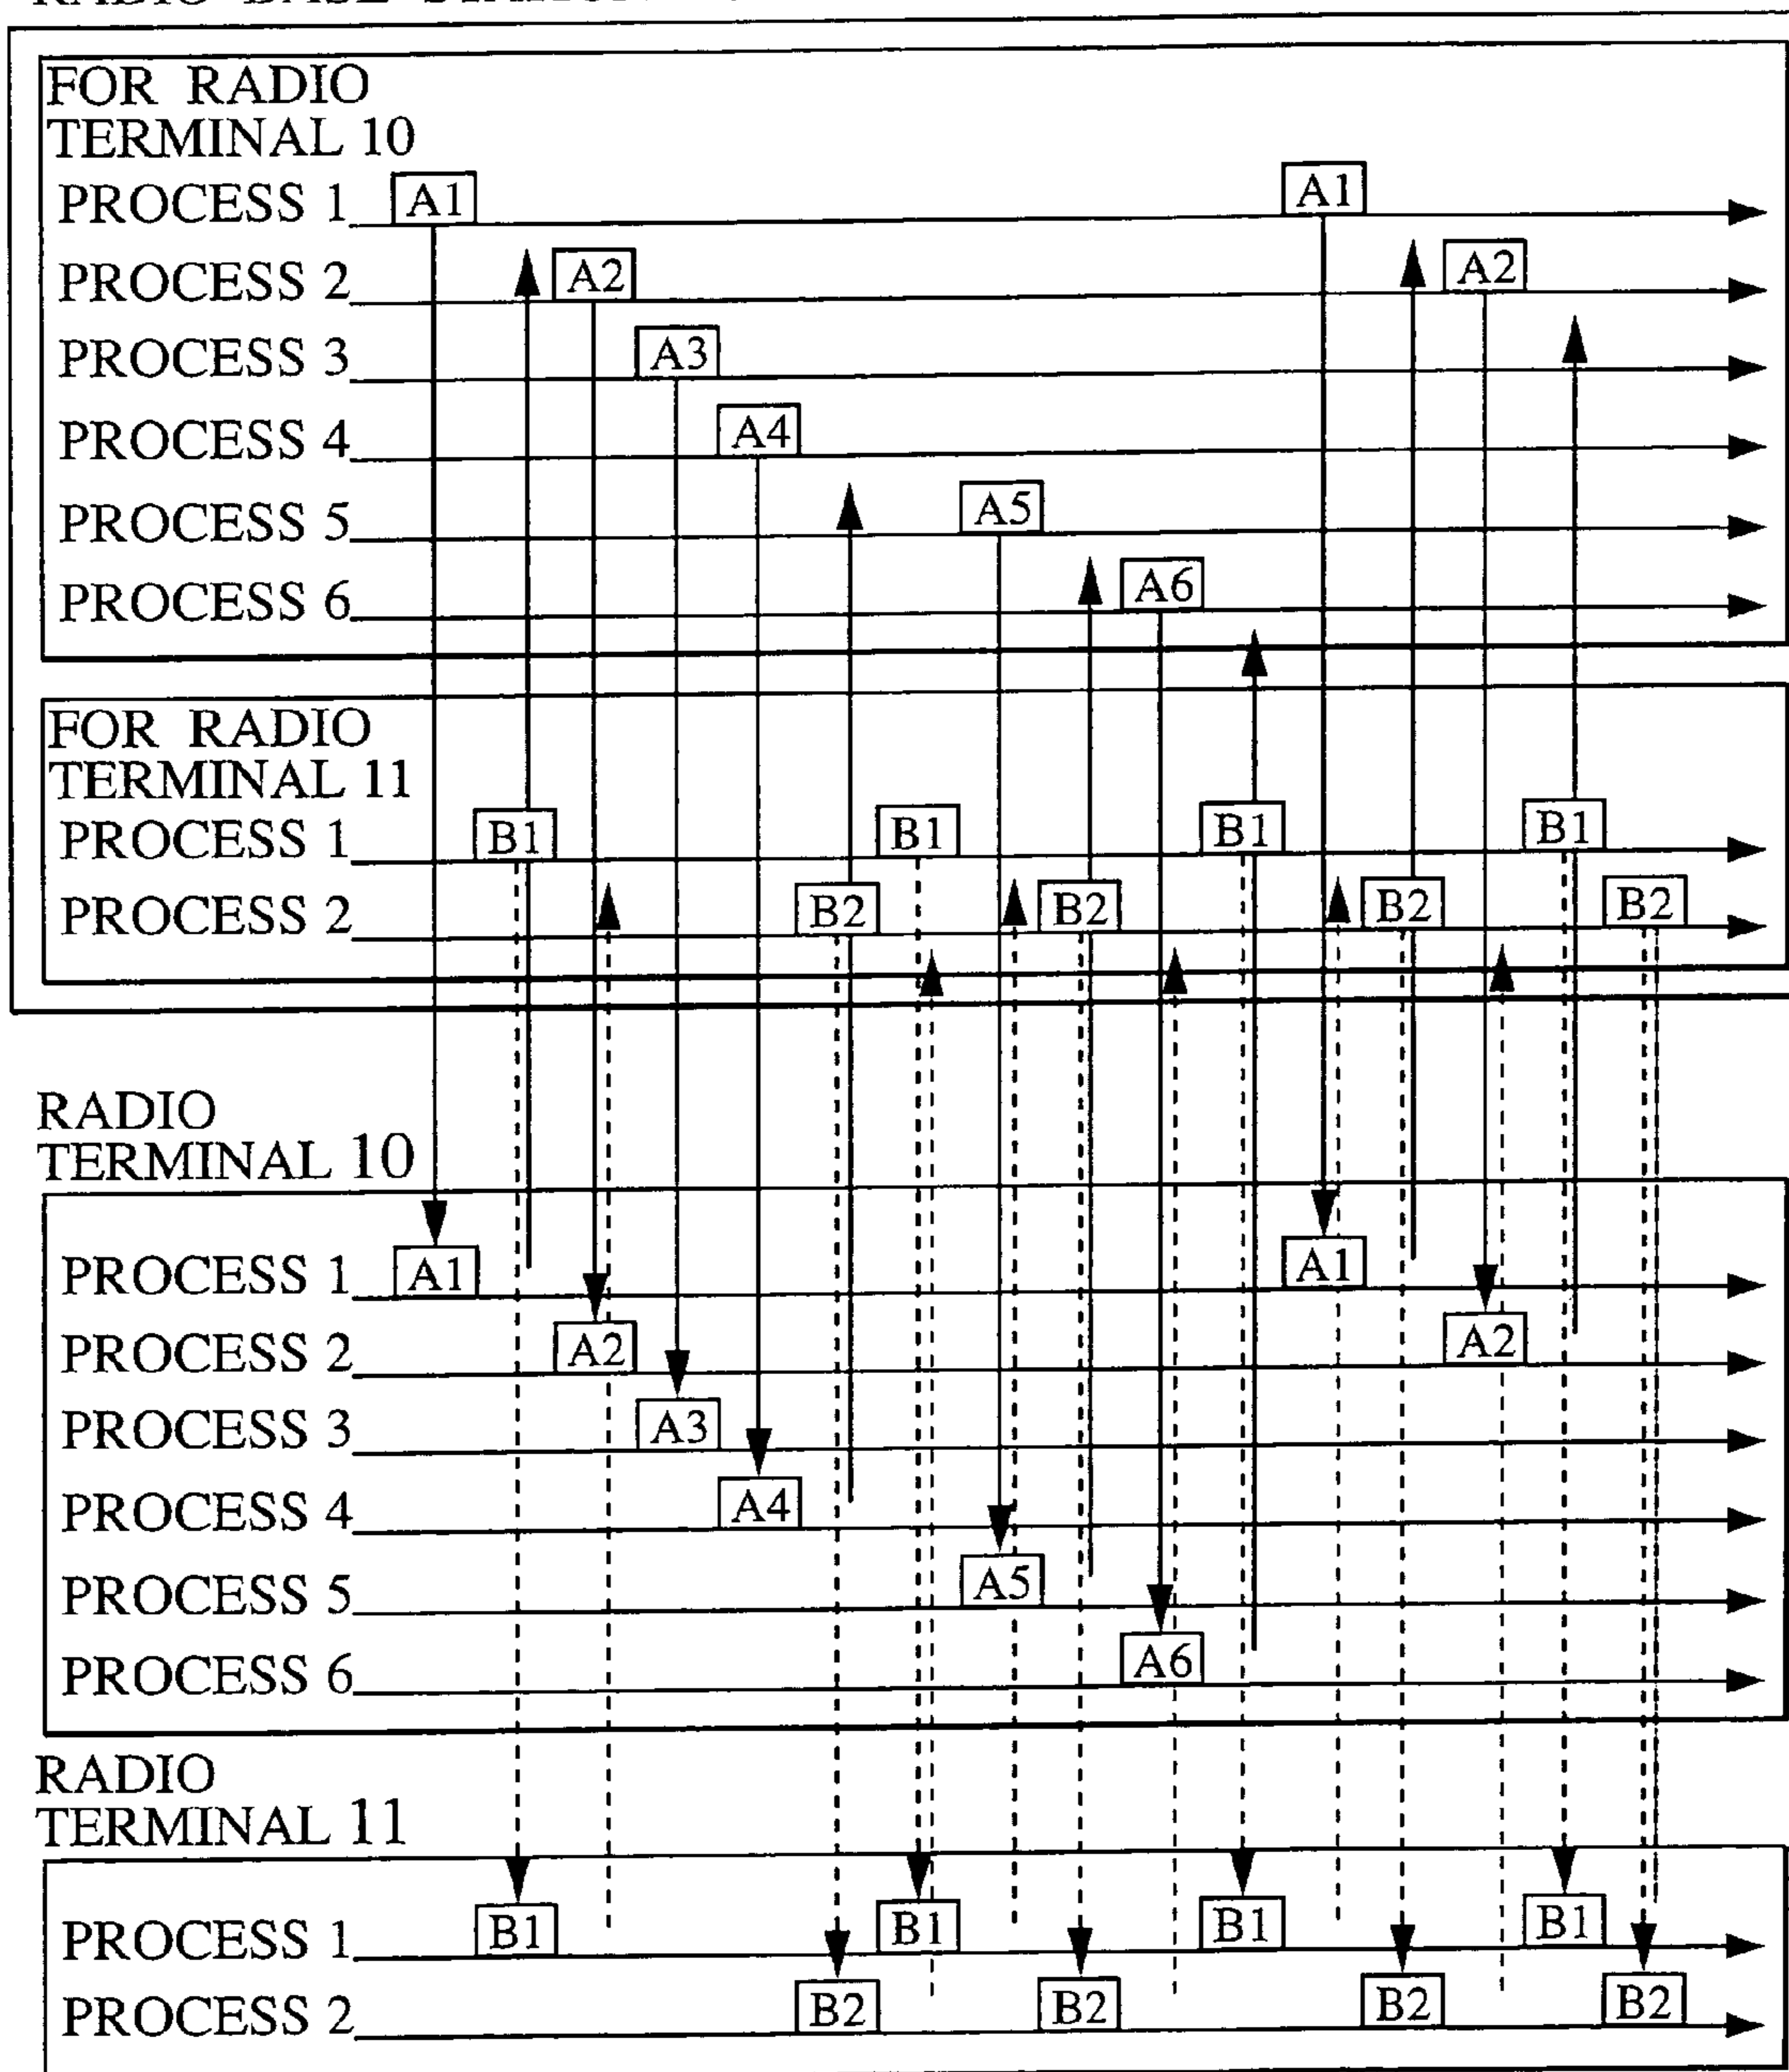 FOR RADIO
TERMINAL 10
PROCESS 1 A1 A1
PROCESS 2 A2 A2
PROCESS 3 A3
PROCESS 4 A4
PROCESS 5 A5
PROCESS 6 A6
FOR RADIO
TERMINAL 11
PROCESS 1 B1 B1 B1 B1
PROCESS 2 B2 B2 B2 B2
RADIO
TERMINAL 10
PROCESS 1 A1 A1
PROCESS 2 A2 A2
PROCESS 3 A3
PROCESS 4 A4
PROCESS 5 A5
PROCESS 6 A6
RADIO
TERMINAL 11
PROCESS 1 B1 B1 B1 B1
PROCESS 2 B2 B2 B2 B2